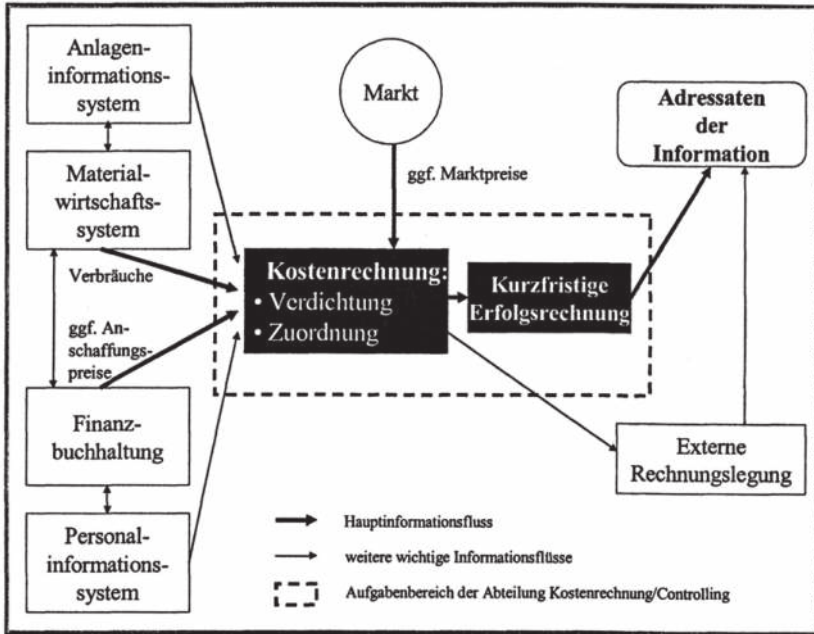 Anlagen-
informations-
system
Material-
wirtschafts-
system
Verbräuche
ggf. An-
schaffungs-
preise
Finanz-
buchhaltung
Personal-
informations-
system
Markt
ggf. Marktpreise
Kostenrechnung:
• Verdichtung
• Zuordnung
Kurzfristige
Erfolgsrechnung
Adressaten
der
Information
Externe
Rechnungslegung
Hauptinformationsfluss
weitere wichtige Informationsflüsse
Aufgabenbereich der Abteilung Kostenrechnung/Controlling